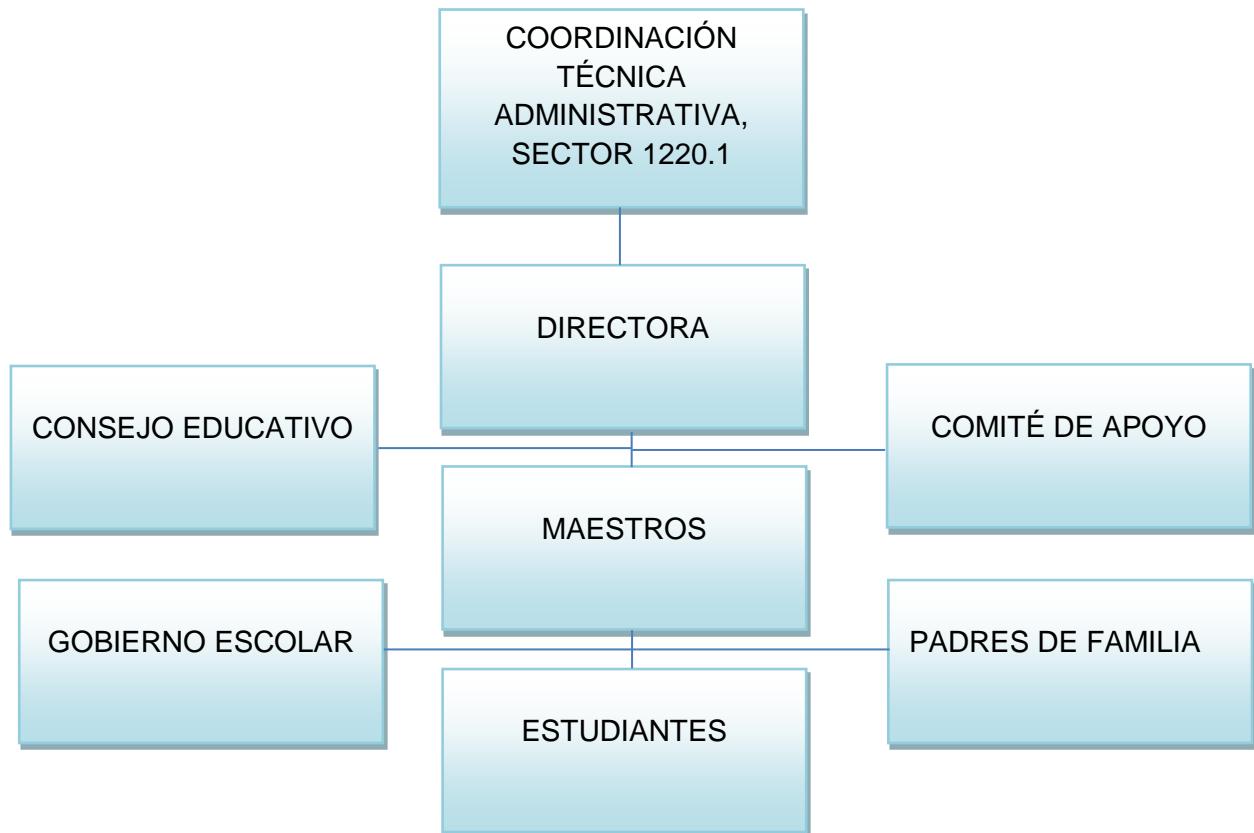 COORDINACIÓN
TÉCNICA
ADMINISTRATIVA,
SECTOR 1220.1
DIRECTORA
CONSEJO EDUCATIVO
COMITÉ DE APOYO
MAESTROS
GOBIERNO ESCOLAR
PADRES DE FAMILIA
ESTUDIANTES